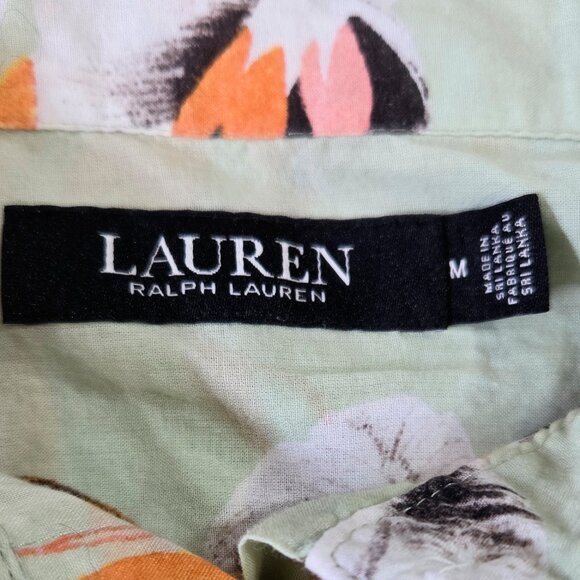 LAUREN
RALPH LAUREN
M
MADE IN
SRI LANKA
FABRIQUÉ AU
SRI LANKA